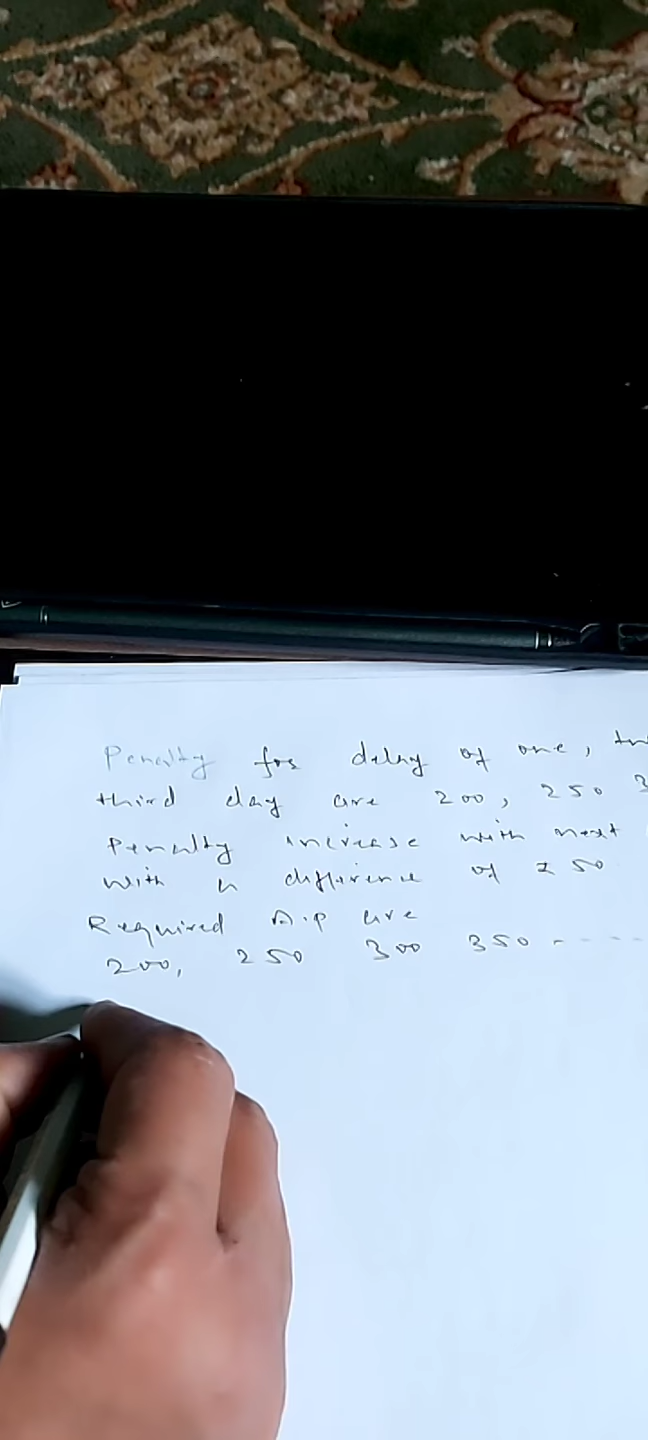 Penalty for delay of one,
third day are 200, 250
Penalty increase with next
with a difference of ₹ 50
Required A.P are
200, 250 300 350 - - - -